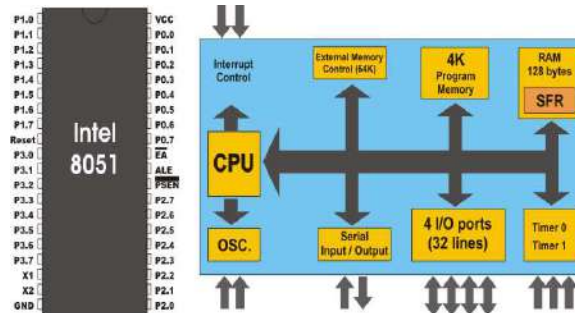 P1.0
P1.1
P1.2
P1.3
P1.4
P1.5
P1.6
P1.7
Reset
P3.0
P3.1
P3.2
P3.3
P3.4
P3.5
P3.6
P3.7
X1
X2
GND
Intel
8051
VCC
P0.0
P0.1
P0.2
P0.3
P0.4
P0.5
P0.6
P0.7
EA
ALE
PSEN
P2.7
P2.6
P2.5
P2.4
P2.3
P2.2
P2.1
P2.0
Interrupt
Control
External Memory
Control (64K)
4K
Program
Memory
RAM
128 bytes
SFR
CPU
OSC.
Serial
Input / Output
4 I/O ports
(32 lines)
Timer 0
Timer 1